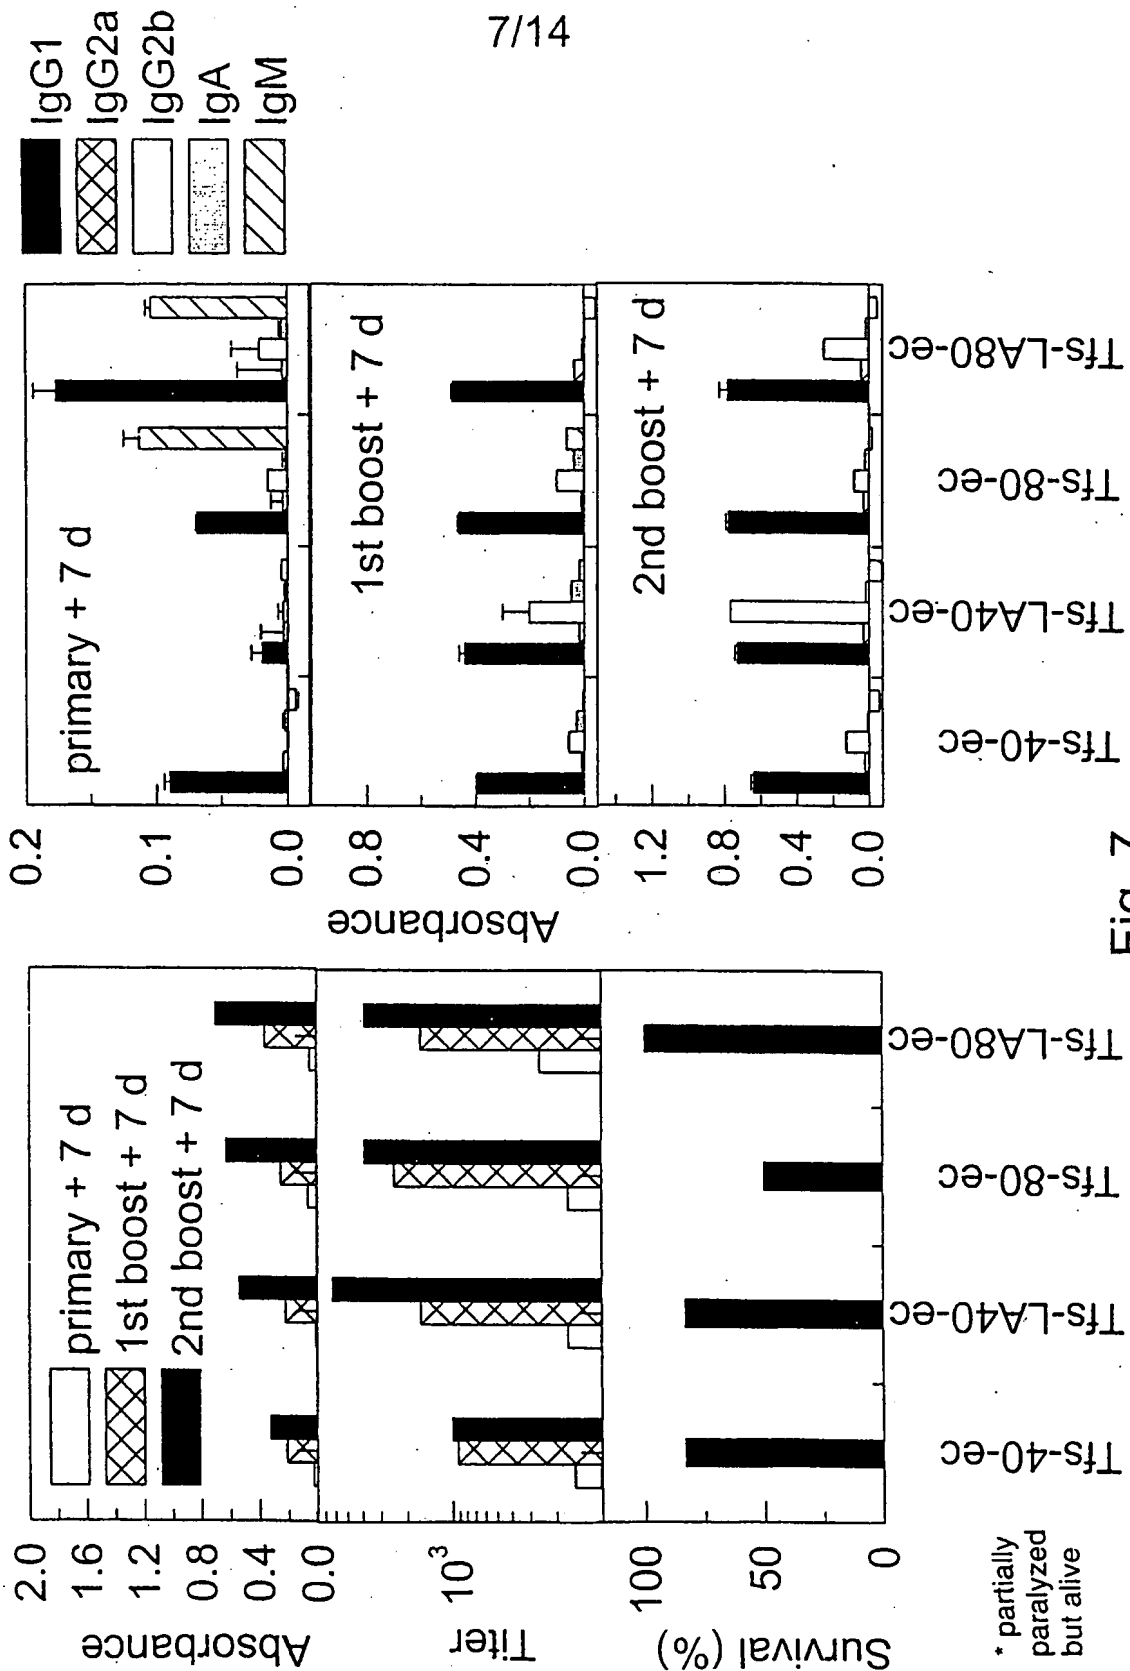 7/14
primary + 7 d
1st boost + 7 d
2nd boost + 7 d
2.0
1.6
1.2
0.8
0.4
0.0
Absorbance
10³
Titer
100
50
0
Survival (%)
Tfs-40-ec
Tfs-LA40-ec
Tfs-80-ec
Tfs-LA80-ec
* partially
paralyzed
but alive
IgG1
IgG2a
IgG2b
IgA
IgM
Absorbance
primary + 7 d
0.2
0.1
0.0
1st boost + 7 d
0.8
0.4
0.0
2nd boost + 7 d
1.2
0.8
0.4
0.0
Tfs-40-ec
Tfs-LA40-ec
Tfs-80-ec
Tfs-LA80-ec
Fig. 7